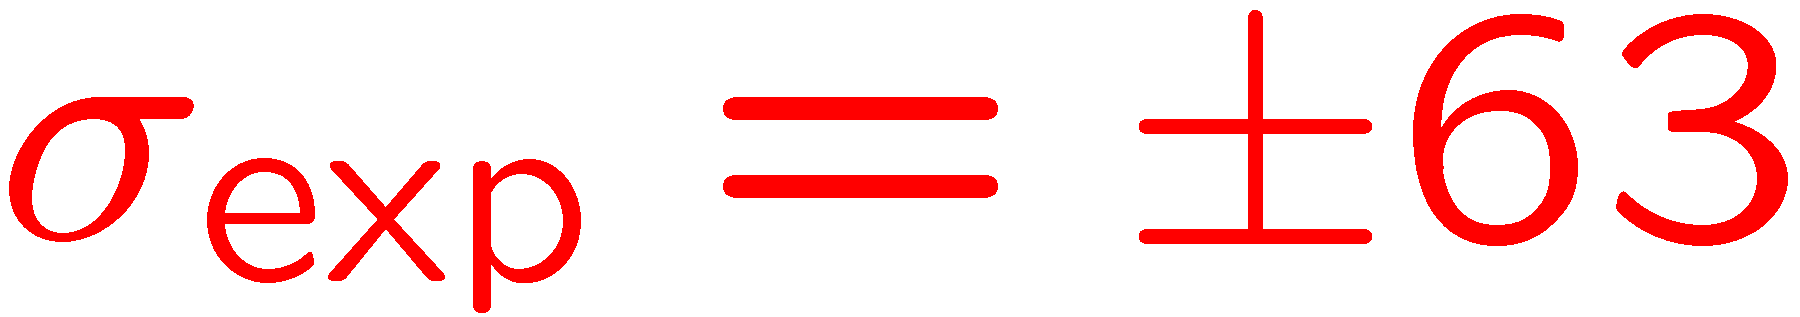 σ_exp = ±63